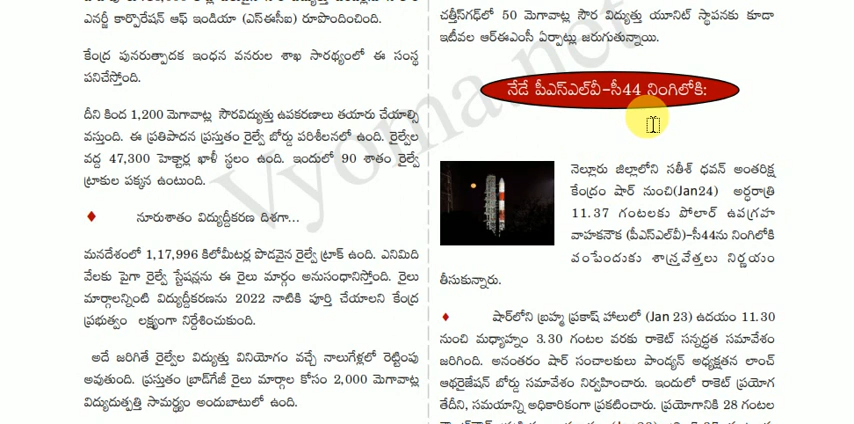 ఎనర్జీ కార్పొరేషన్ ఆఫ్ ఇండియా (ఎస్ఈసీఐ) రూపొందించింది.
కేంద్ర పునరుత్పాదక ఇంధన వనరుల శాఖ సారథ్యంలో ఈ సంస్థ
పనిచేస్తోంది.
దీని కింద 1,200 మెగావాట్ల సౌరవిద్యుత్తు ఉపకరణాలు తయారు చేయాల్సి
వస్తుంది. ఈ ప్రతిపాదన ప్రస్తుతం రైల్వే బోర్డు పరిశీలనలో ఉంది. రైల్వేల
వద్ద 47,300 హెక్టార్ల ఖాళీ స్థలం ఉంది. ఇందులో 90 శాతం రైల్వే
ట్రాకుల పక్కన ఉంటుంది.
♦ నూరుశాతం విద్యుద్దీకరణ దిశగా...
మనదేశంలో 1,17,996 కిలోమీటర్ల పొడవైన రైల్వే ట్రాక్ ఉంది. ఎనిమిది
వేలకు పైగా రైల్వే స్టేషన్లను ఈ రైలు మార్గం అనుసంధానిస్తోంది. రైలు
మార్గాలన్నింటి విద్యుద్దీకరణను 2022 నాటికి పూర్తి చేయాలని కేంద్ర
ప్రభుత్వం లక్ష్యంగా నిర్దేశించుకుంది.
అదే జరిగితే రైల్వేల విద్యుత్తు వినియోగం వచ్చే నాలుగేళ్లలో రెట్టింపు
అవుతుంది. ప్రస్తుతం బ్రాడ్‌గేజీ రైలు మార్గాల కోసం 2,000 మెగావాట్ల
విద్యుదుత్పత్తి సామర్థ్యం అందుబాటులో ఉంది.
చత్తీస్‌గఢ్‌లో 50 మెగావాట్ల సౌర విద్యుత్తు యూనిట్ స్థాపనకు కూడా
ఇటీవల ఆర్ఈఎంసీ ఏర్పాట్లు జరుగుతున్నాయి.
నేడే పీఎస్ఎల్‌వీ-సీ44 నింగిలోకి:
నెల్లూరు జిల్లాలోని సతీశ్ ధవన్ అంతరిక్ష
కేంద్రం షార్ నుంచి(Jan24) అర్ధరాత్రి
11.37 గంటలకు పోలార్ ఉపగ్రహ
వాహకనౌక (పీఎస్ఎల్‌వీ)-సీ44ను నింగిలోకి
పంపేందుకు శాస్త్రవేత్తలు నిర్ణయం
తీసుకున్నారు.
♦ షార్‌లోని బ్రహ్మ ప్రకాష్ హాలులో (Jan 23) ఉదయం 11.30
నుంచి మధ్యాహ్నం 3.30 గంటల వరకు రాకెట్ సన్నద్ధత సమావేశం
జరిగింది. అనంతరం షార్ సంచాలకులు పాండ్యన్ అధ్యక్షతన లాంచ్
ఆథరైజేషన్ బోర్డు సమావేశం నిర్వహించారు. ఇందులో రాకెట్ ప్రయోగ
తేదీని, సమయాన్ని అధికారికంగా ప్రకటించారు. ప్రయోగానికి 28 గంటల
Vyoma.net